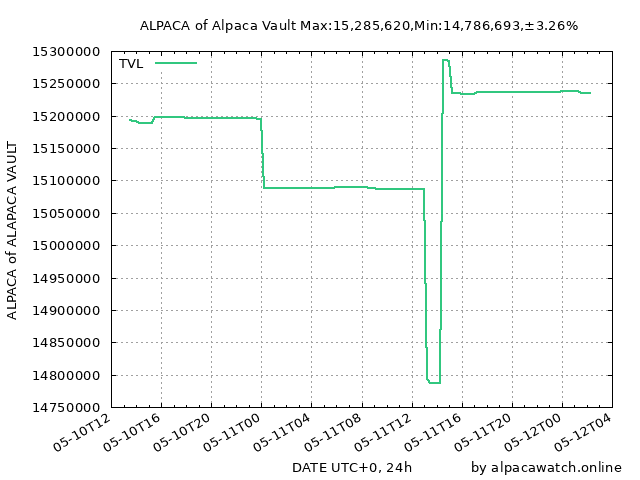 ALPACA of Alpaca Vault Max:15,285,620,Min:14,786,693,±3.26%
TVL
ALPACA of ALAPACA VAULT
15300000
15250000
15200000
15150000
15100000
15050000
15000000
14950000
14900000
14850000
14800000
14750000
05-10T12
05-10T16
05-10T20
05-11T00
05-11T04
05-11T08
05-11T12
05-11T16
05-11T20
05-12T00
05-12T04
DATE UTC+0, 24h
by alpacawatch.online